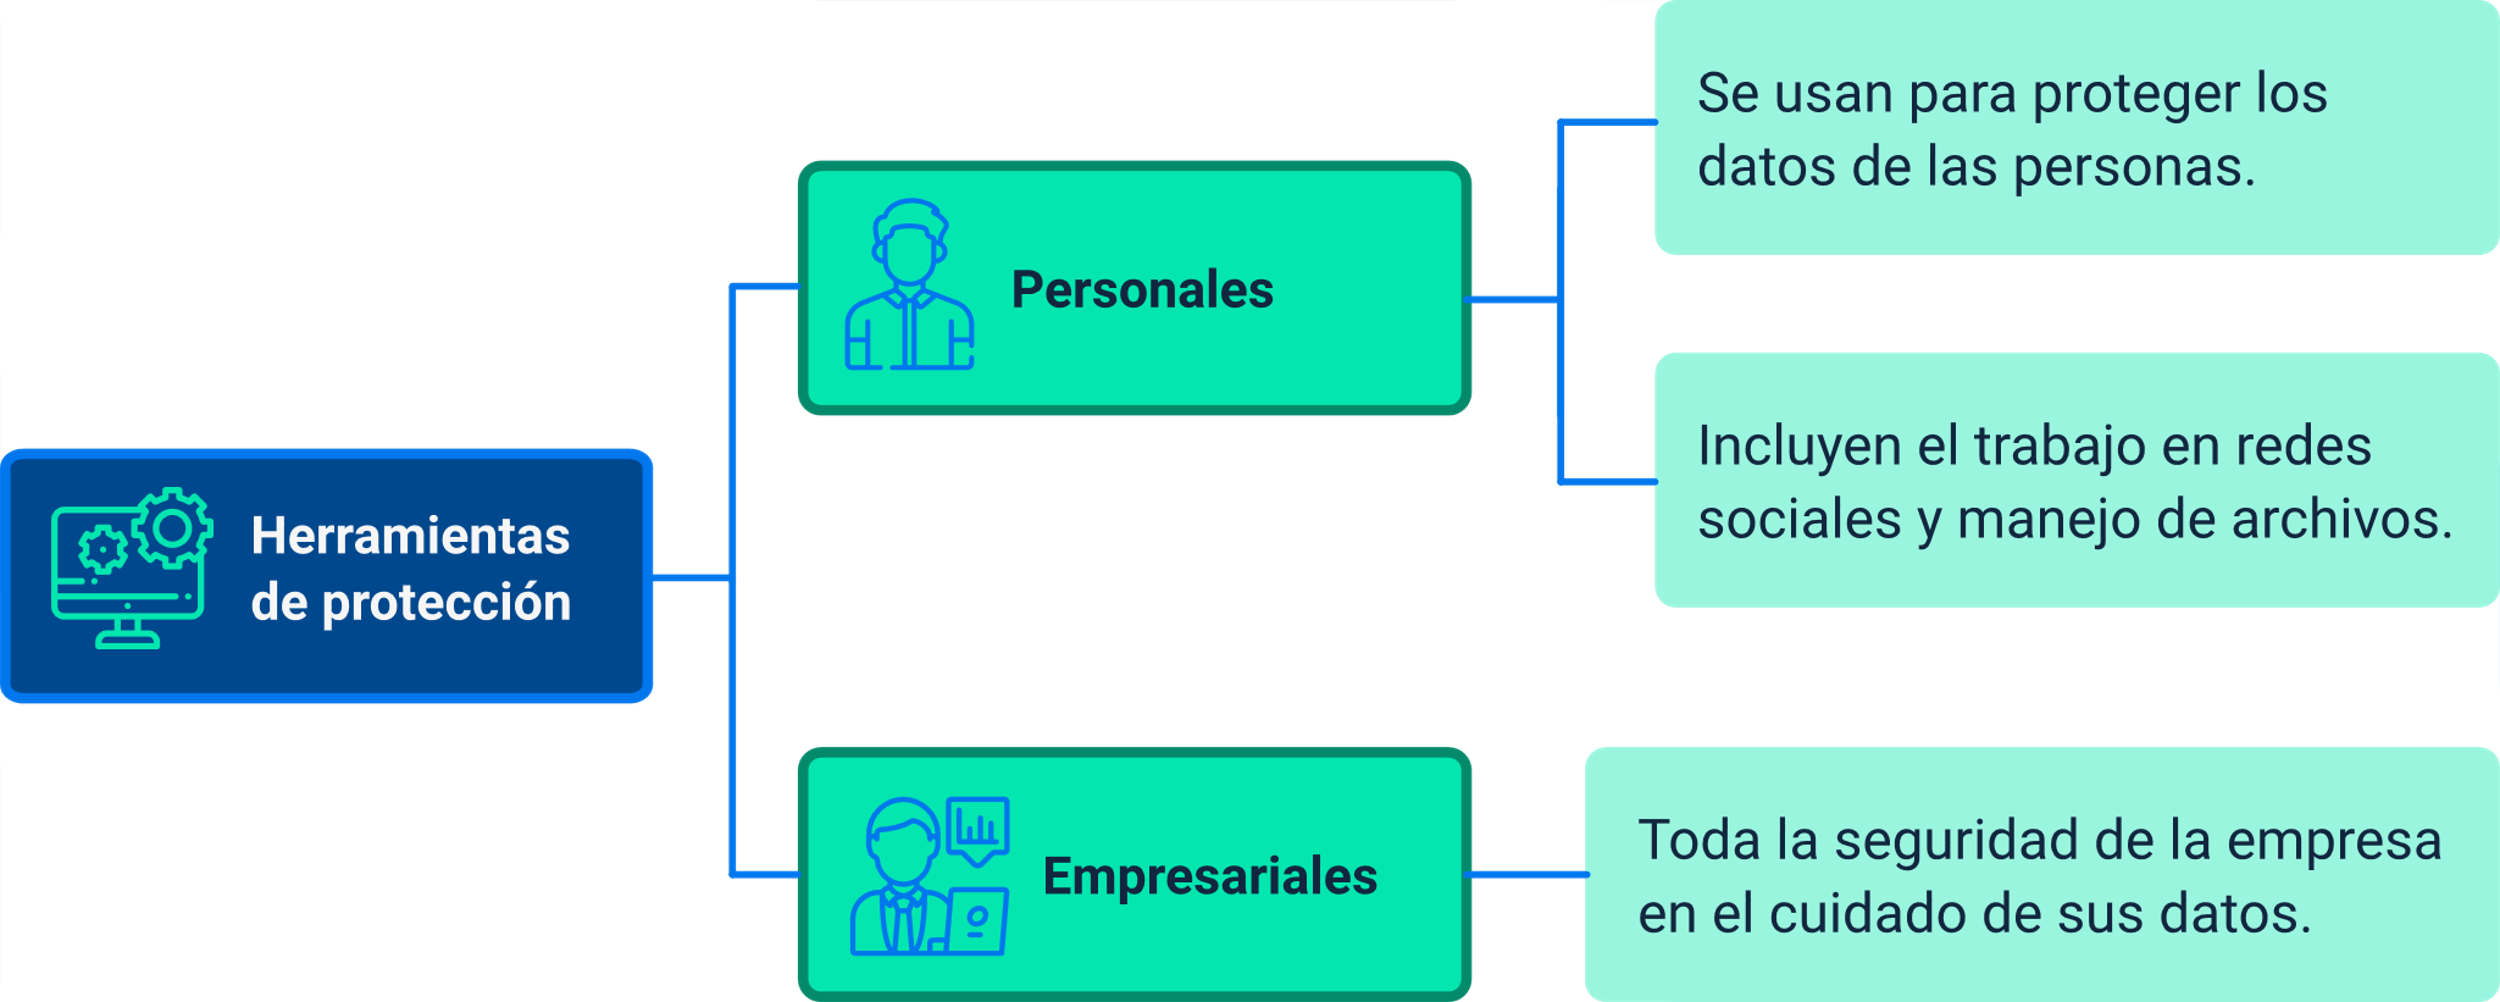 Herramientas
de protección
Personales
Se usan para proteger los
datos de las personas.
Incluyen el trabajo en redes
sociales y manejo de archivos.
Empresariales
Toda la seguridad de la empresa
en el cuidado de sus datos.